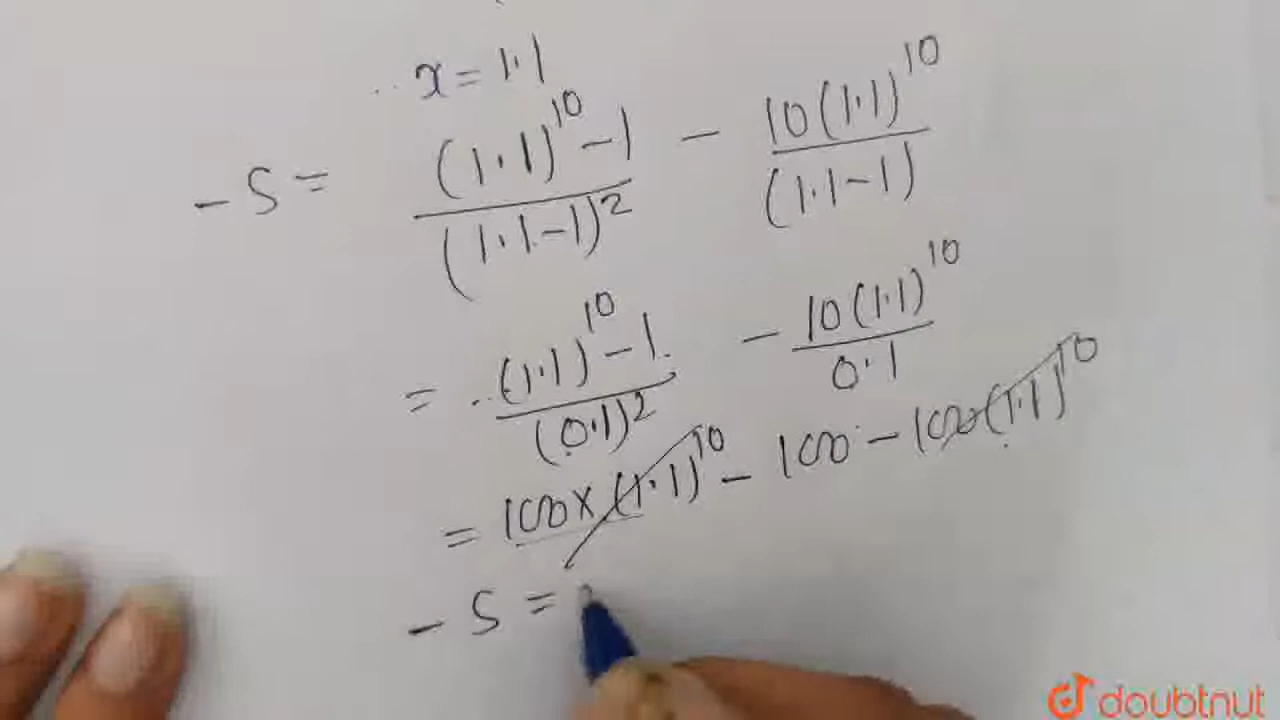 x = 1.1
- S = ((1.1)^10 - 1)/(1.1 - 1)^2 - 10(1.1)^10/(1.1 - 1)
= ((1.1)^10 - 1)/(0.1)^2 - 10(1.1)^10/0.1
= 100 x (1.1)^10 - 100 - 100(1.1)^10
- S =
doubtnut